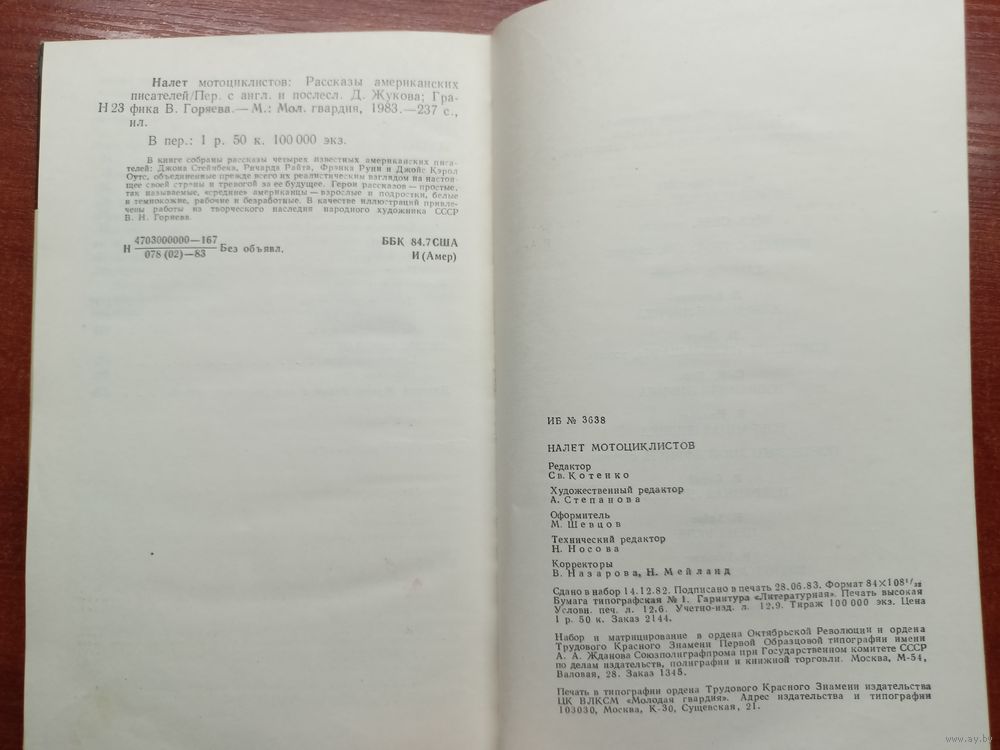 Налет мотоциклистов: Рассказы американских
писателей/Пер. с англ. и послесл. Д. Жукова; Гра-
Н 23 фика В. Горяева.— М.: Мол. гвардия, 1983.—237 с.,
ил.
В пер.: 1 р. 50 к. 100 000 экз.
В книге собраны рассказы четырех известных американских писа-
телей: Джона Стейнбека, Ричарда Райта, Фрэнка Руни и Джойс Кэрол
Оутс, объединенные прежде всего их реалистическим взглядом на настоя-
щее своей страны и тревогой за ее будущее. Герои рассказов — простые,
так называемые, «средние» американцы — взрослые и подростки, белые
и темнокожие, рабочие и безработные. В качестве иллюстраций привле-
чены работы из творческого наследия народного художника СССР
В. Н. Горяева.
Н 4703000000—167
078 (02)—83 Без объявл.
ББК 84.7США
И (Амер)
ИБ № 3638
НАЛЕТ МОТОЦИКЛИСТОВ
Редактор
Св. Котенко
Художественный редактор
А. Степанова
Оформитель
М. Шевцов
Технический редактор
Н. Носова
Корректоры
В. Назарова, Н. Мейланд
Сдано в набор 14.12.82. Подписано в печать 28.06.83. Формат 84×108¹/₃₂
Бумага типографская № 1. Гарнитура «Литературная». Печать высокая
Условн. печ. л. 12,6. Учетно-изд. л. 12,9. Тираж 100 000 экз. Цена
1 р. 50 к. Заказ 2144.
Набор и матрицирование в ордена Октябрьской Революции и ордена
Трудового Красного Знамени Первой Образцовой типографии имени
А. А. Жданова Союзполиграфпрома при Государственном комитете СССР
по делам издательств, полиграфии и книжной торговли. Москва, М-54,
Валовая, 28. Заказ 1345.
Печать в типографии ордена Трудового Красного Знамени издательства
ЦК ВЛКСМ «Молодая гвардия». Адрес издательства и типографии
103030, Москва, К-30, Сущевская, 21.
www.ay.by